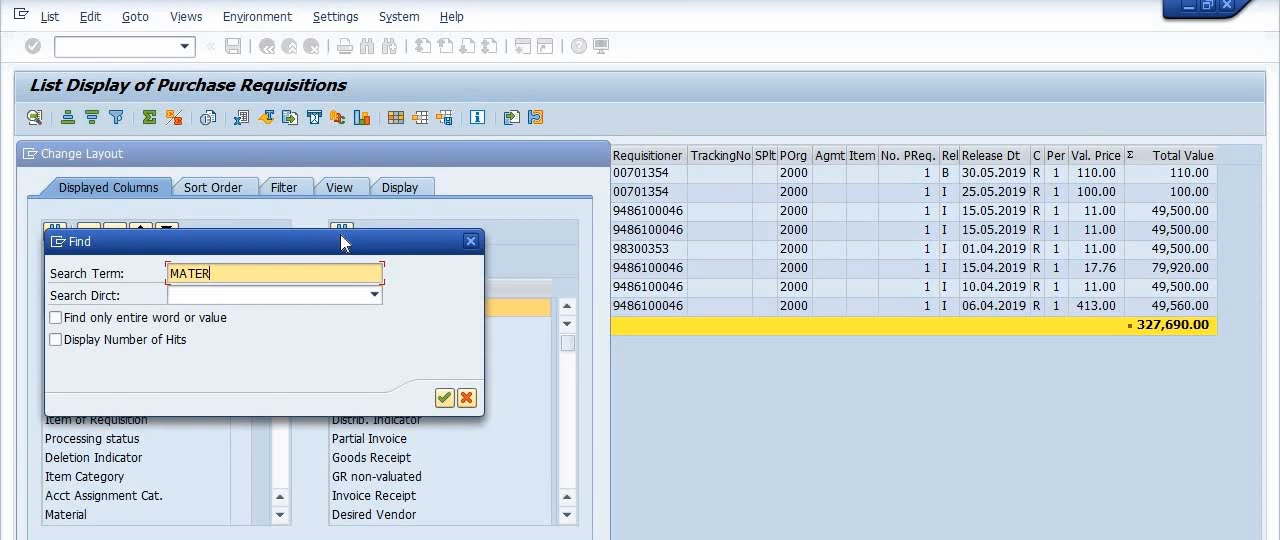 List Edit Goto Views Environment Settings System Help
List Display of Purchase Requisitions
Change Layout
Displayed Columns Sort Order Filter View Display
Find
Search Term: MATER
Search Dirct:
Find only entire word or value
Display Number of Hits
Item of Requisition
Processing status
Deletion Indicator
Item Category
Acct Assignment Cat.
Material
Distrib. Indicator
Partial Invoice
Goods Receipt
GR non-valuated
Invoice Receipt
Desired Vendor
Requisitioner TrackingNo SPlt POrg Agmt Item No. PReq. Rel Release Dt C Per Val. Price Σ Total Value
00701354 2000 1 B 30.05.2019 R 1 110.00 110.00
00701354 2000 1 I 25.05.2019 R 1 100.00 100.00
9486100046 2000 1 I 15.05.2019 R 1 11.00 49,500.00
9486100046 2000 1 I 15.05.2019 R 1 11.00 49,500.00
98300353 2000 1 I 01.04.2019 R 1 11.00 49,500.00
9486100046 2000 1 I 15.04.2019 R 1 17.76 79,920.00
9486100046 2000 1 I 10.04.2019 R 1 11.00 49,500.00
9486100046 2000 1 I 06.04.2019 R 1 413.00 49,560.00
327,690.00